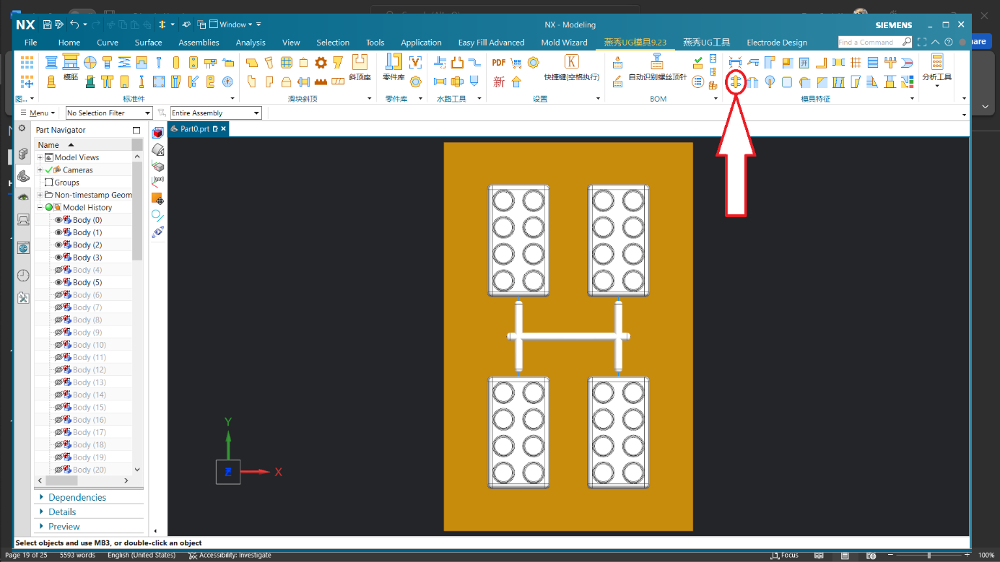 NX
Window
NX - Modeling
SIEMENS
File
Home
Curve
Surface
Assemblies
Analysis
View
Selection
Tools
Application
Easy Fill Advanced
Mold Wizard
燕秀UG模具9.23
燕秀UG工具
Electrode Design
Find a Command
are
模胚
斜顶座
零件库
PDF
新
K
快捷键(空格执行)
自动识别螺丝顶针
开
分析工具
图...
标准件
滑块斜顶
零件库
水路工具
设置
BOM
模具特征
Menu
No Selection Filter
Entire Assembly
Part Navigator
Part0.prt
Name
Model Views
Cameras
Groups
Non-timestamp Geom
Model History
Body (0)
Body (1)
Body (2)
Body (3)
Body (4)
Body (5)
Body (6)
Body (7)
Body (8)
Body (9)
Body (10)
Body (11)
Body (12)
Body (13)
Body (14)
Body (15)
Body (16)
Body (17)
Body (18)
Body (19)
Body (20)
Y
Z
X
Dependencies
Details
Preview
Select objects and use MB3, or double-click an object
Page 19 of 25
5593 words
English (United States)
Accessibility: Investigate
Focus
100%